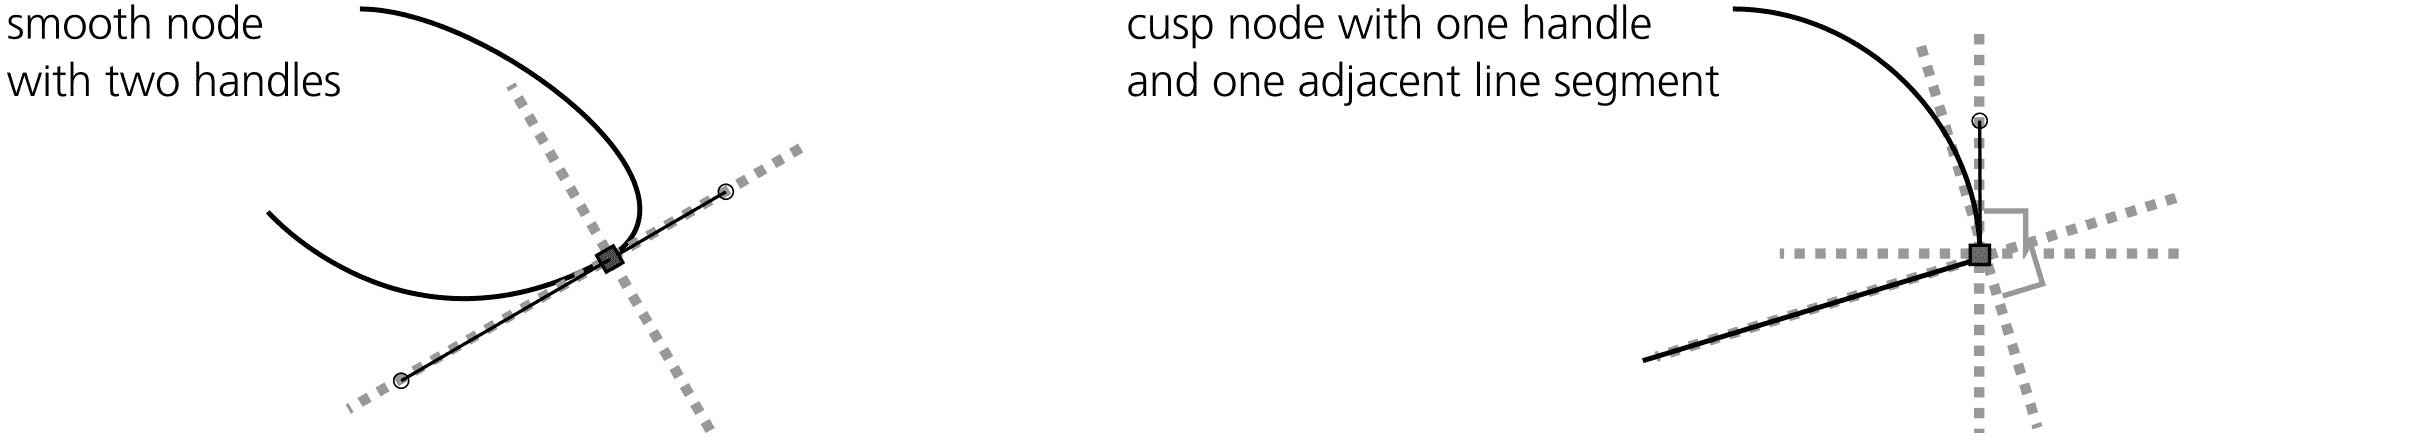 smooth node
with two handles
cusp node with one handle
and one adjacent line segment